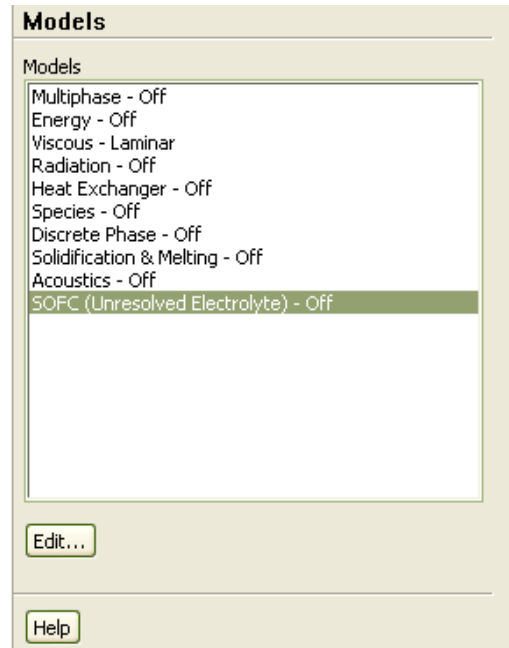 Models
Models
Multiphase - Off
Energy - Off
Viscous - Laminar
Radiation - Off
Heat Exchanger - Off
Species - Off
Discrete Phase - Off
Solidification & Melting - Off
Acoustics - Off
SOFC (Unresolved Electrolyte) - Off
Edit...
Help